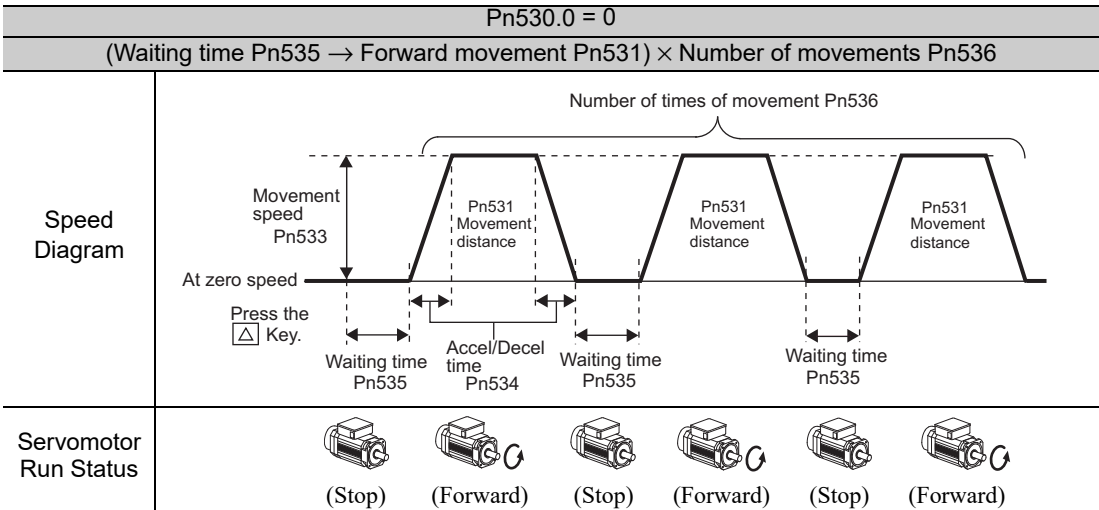 Pn530.0 = 0
(Waiting time Pn535 → Forward movement Pn531) × Number of movements Pn536
Speed
Diagram
Number of times of movement Pn536
Movement
speed
Pn533
Pn531
Movement
distance
Pn531
Movement
distance
Pn531
Movement
distance
At zero speed
Press the
△ Key.
Waiting time
Pn535
Accel/Decel
time
Pn534
Waiting time
Pn535
Waiting time
Pn535
Servomotor
Run Status
(Stop) (Forward) (Stop) (Forward) (Stop) (Forward)